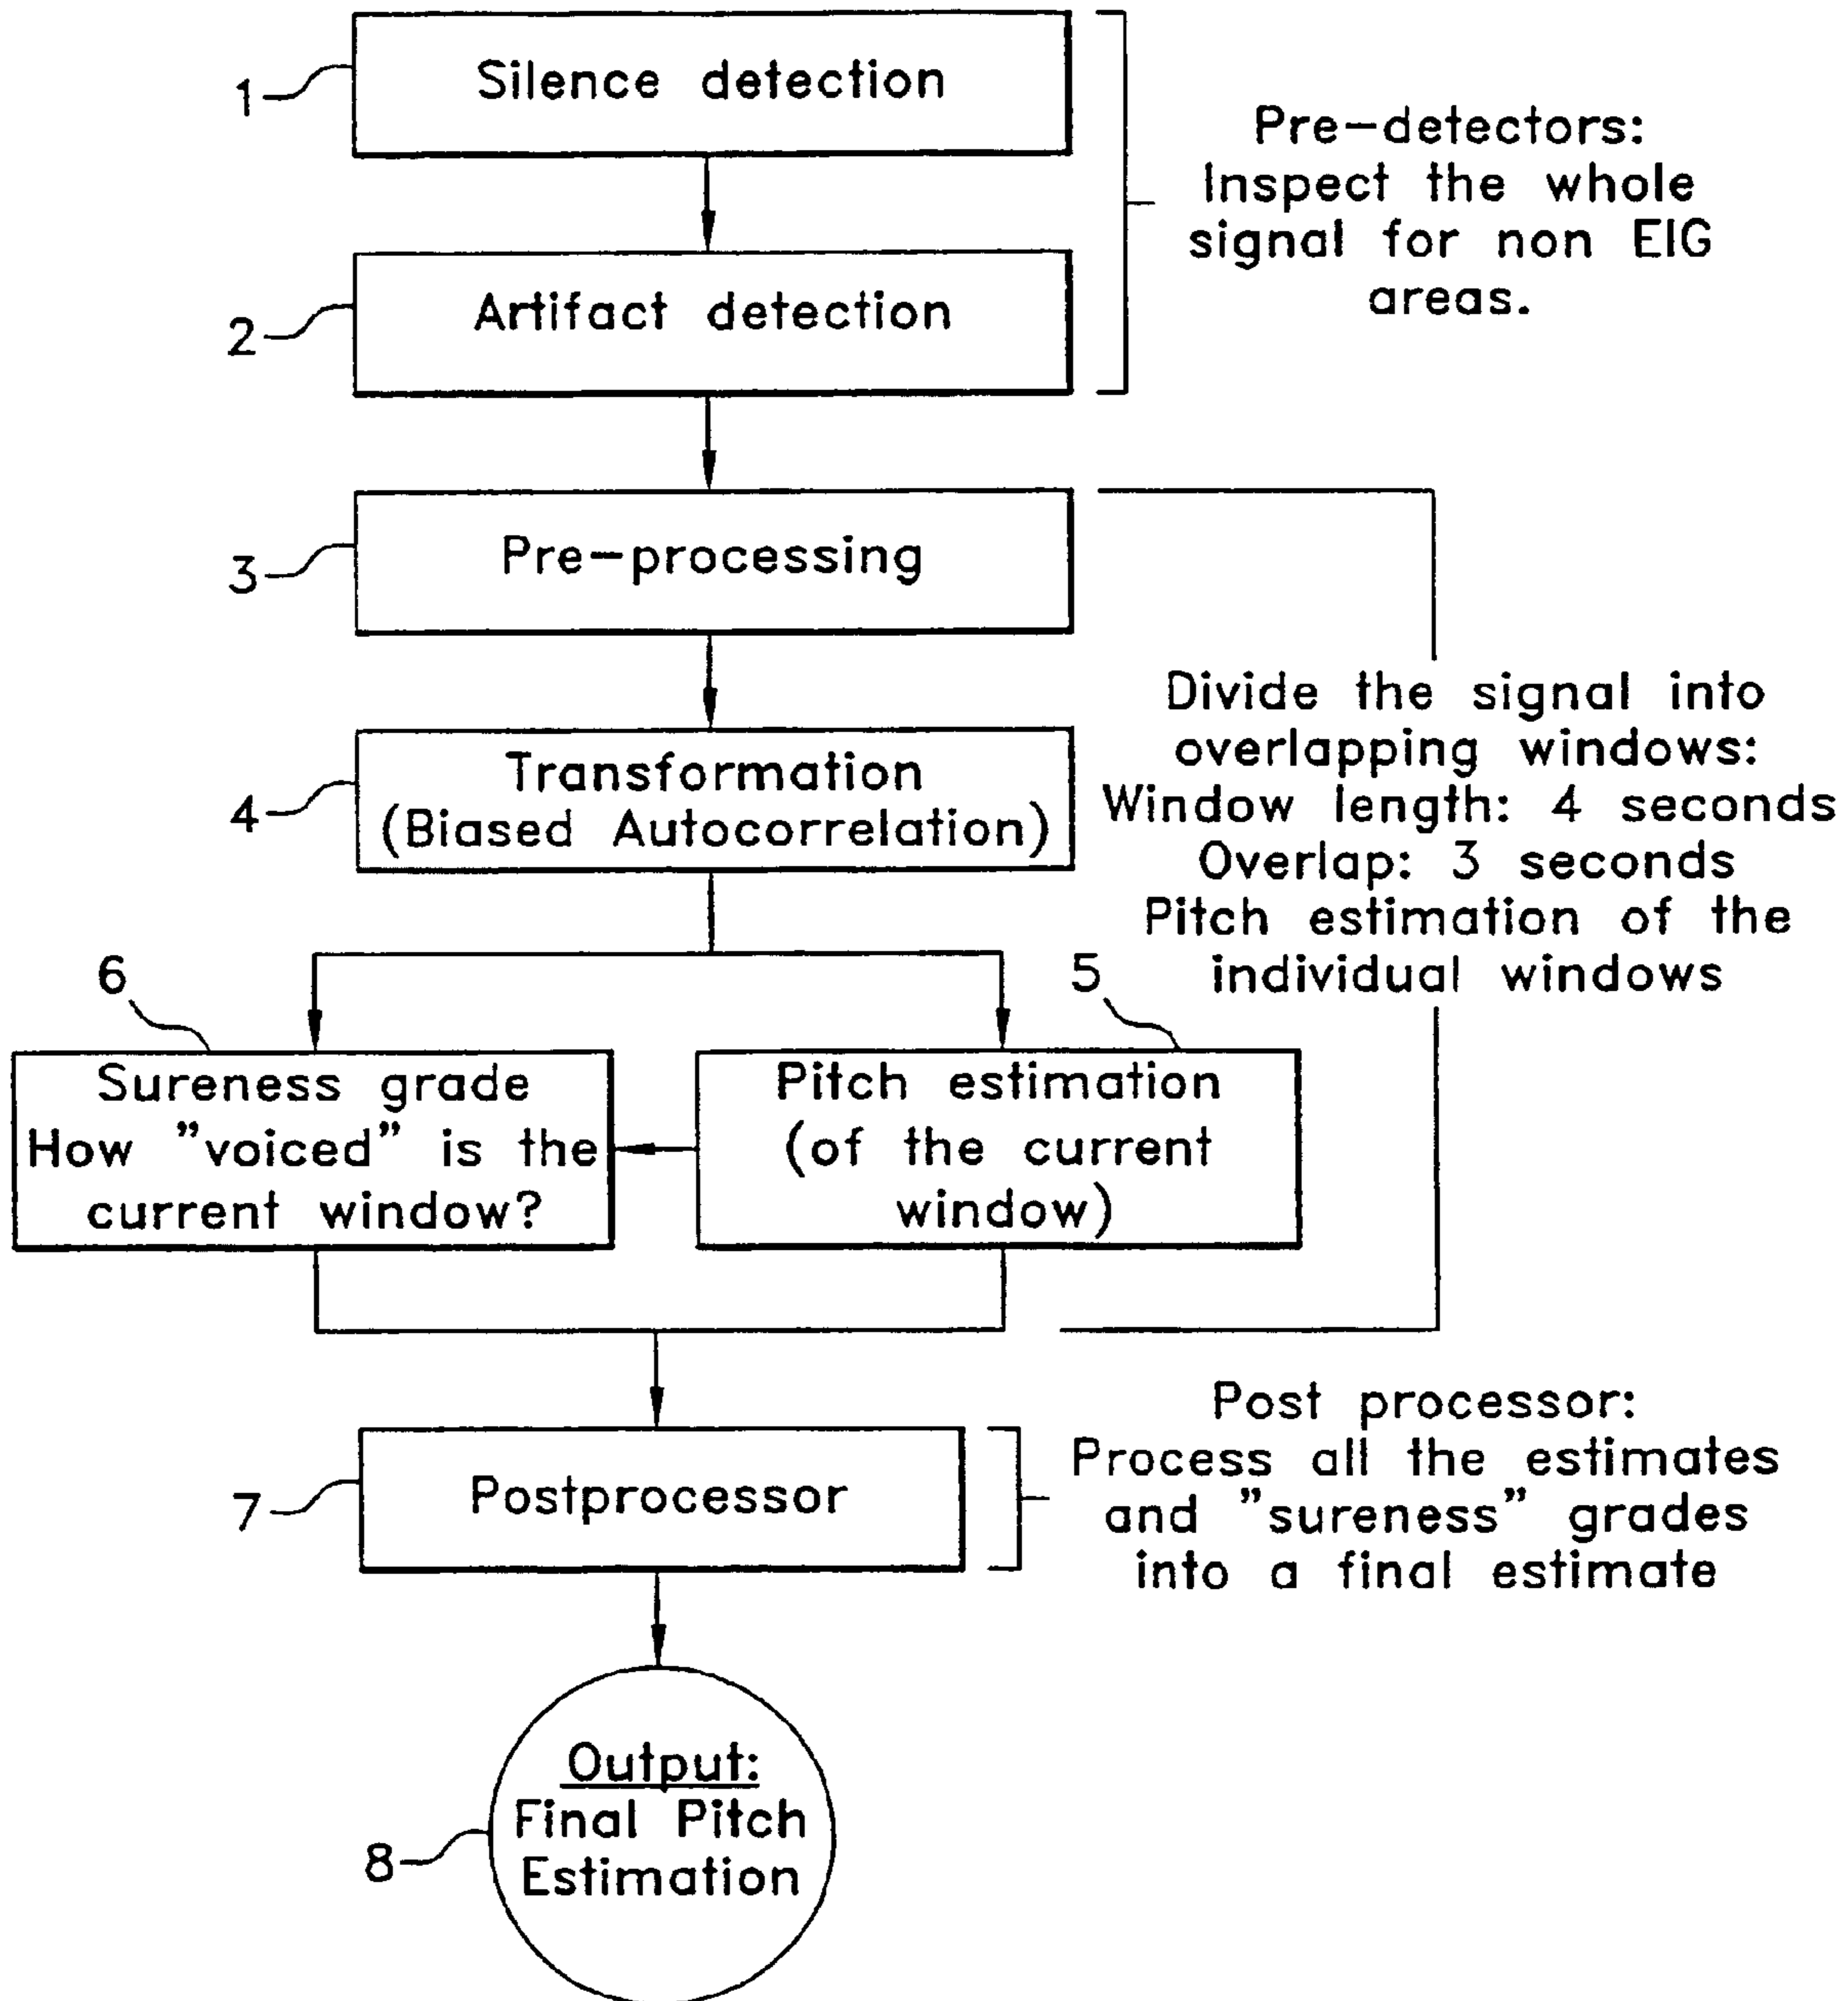 1
Silence detection
Pre-detectors:
Inspect the whole
signal for non EIG
areas.
2
Artifact detection
3
Pre-processing
Divide the signal into
overlapping windows:
Window length: 4 seconds
Overlap: 3 seconds
Pitch estimation of the
individual windows
4
Transformation
(Biased Autocorrelation)
6
Sureness grade
How "voiced" is the
current window?
5
Pitch estimation
(of the current
window)
7
Postprocessor
Post processor:
Process all the estimates
and "sureness" grades
into a final estimate
8
Output:
Final Pitch
Estimation